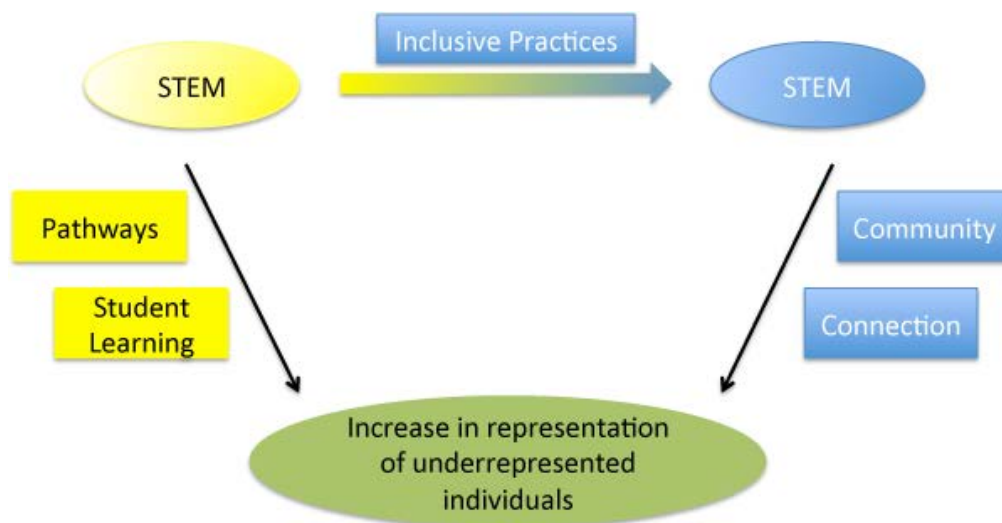 Inclusive Practices
STEM
STEM
Pathways
Community
Student
Learning
Connection
Increase in representation
of underrepresented
individuals